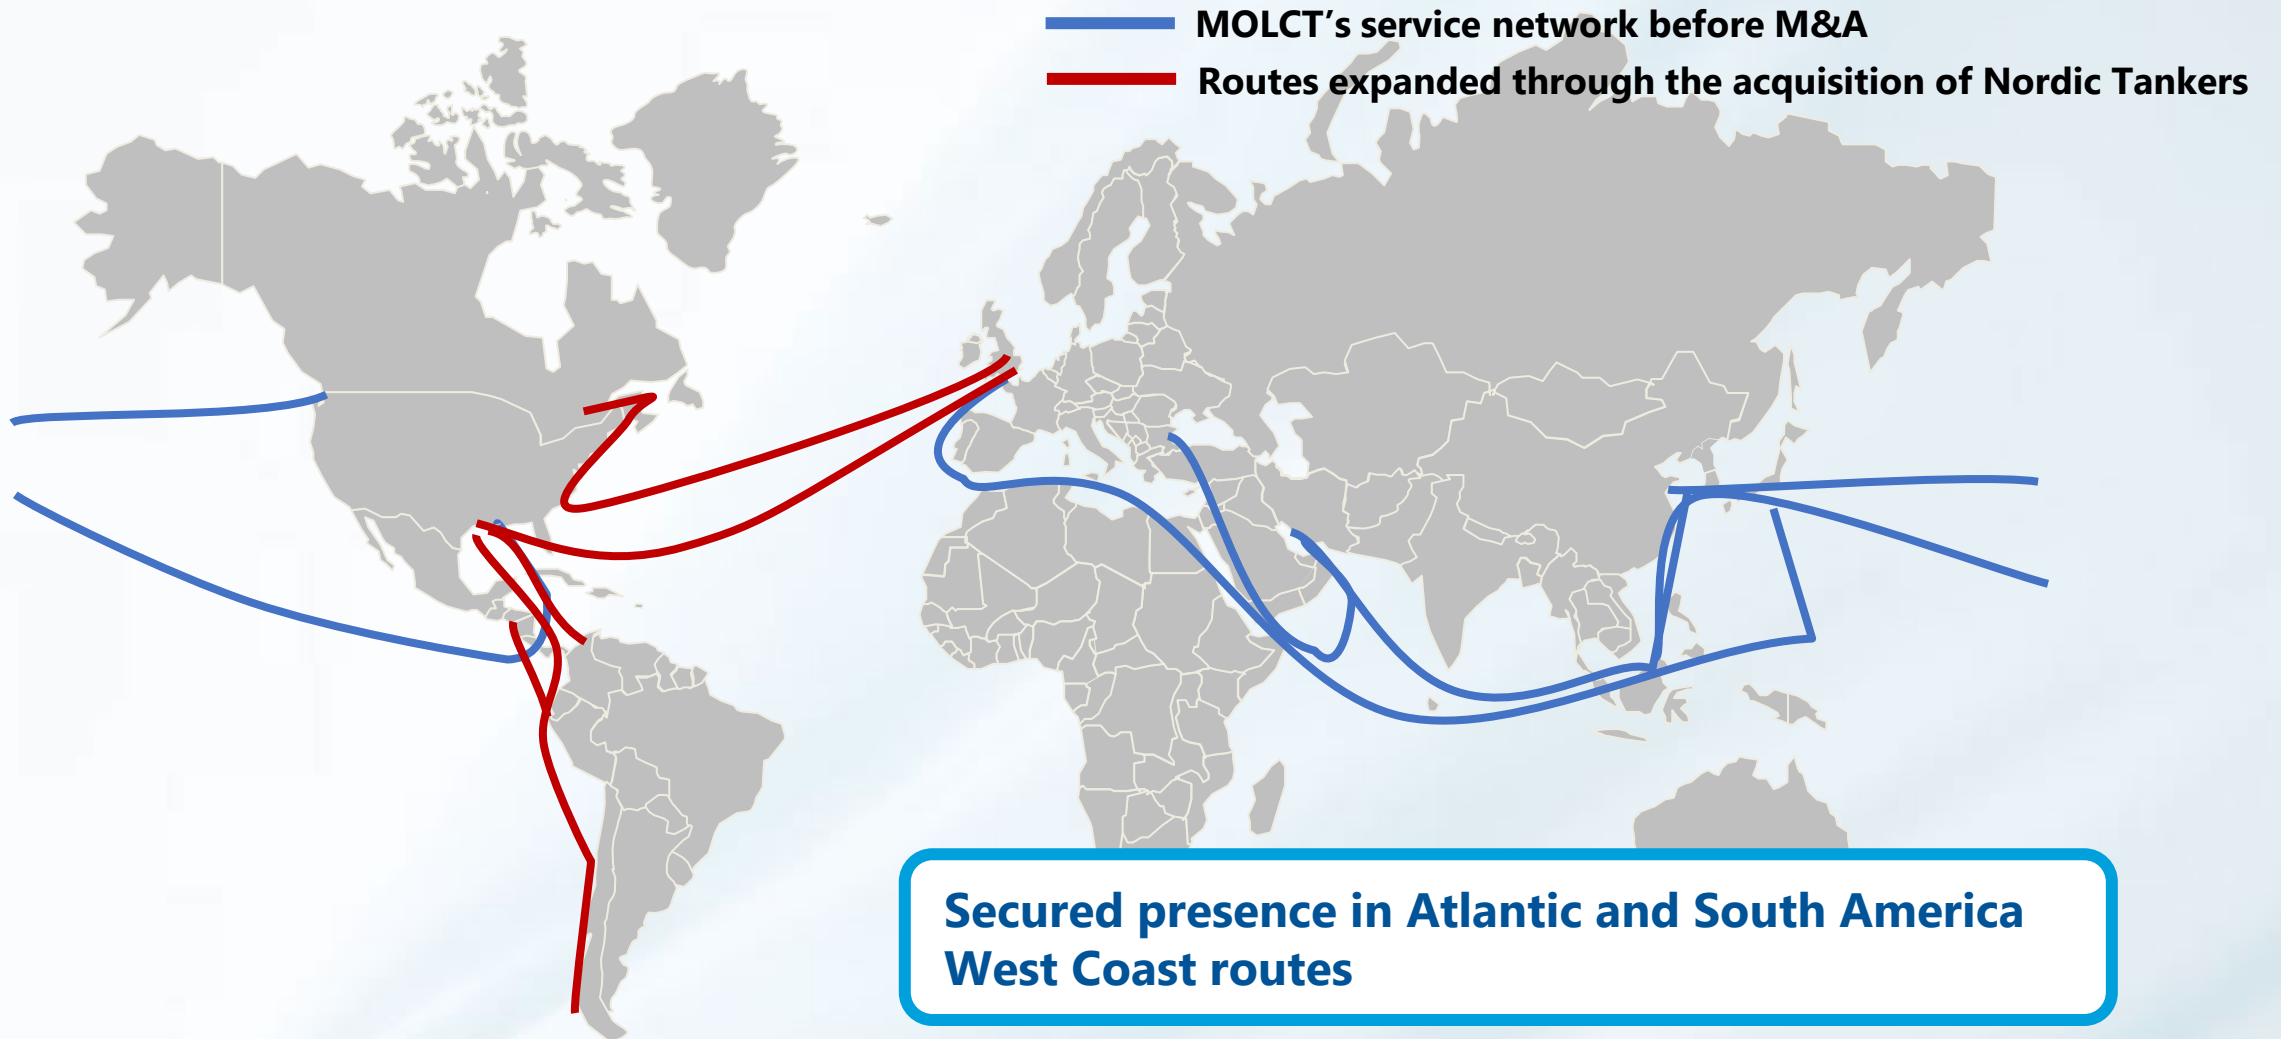 MOLCT’s service network before M&A
Routes expanded through the acquisition of Nordic Tankers
Secured presence in Atlantic and South America
West Coast routes